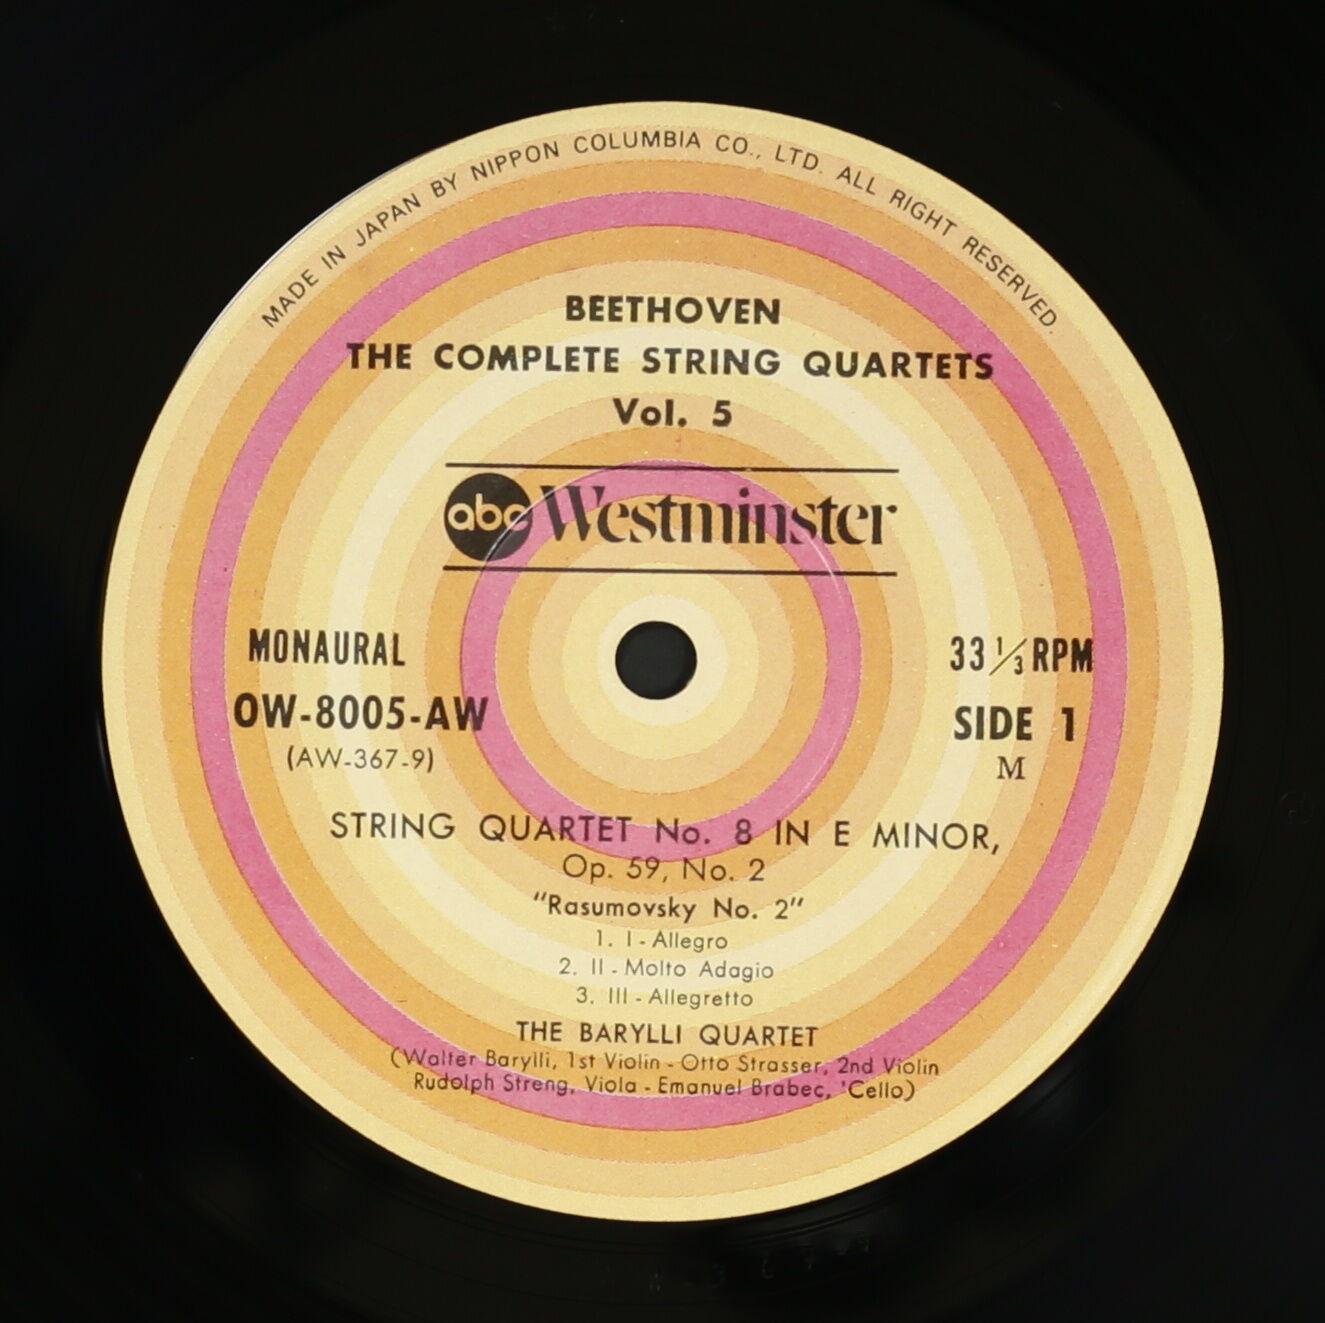 MADE IN JAPAN BY NIPPON COLUMBIA CO., LTD. ALL RIGHT RESERVED.
BEETHOVEN
THE COMPLETE STRING QUARTETS
Vol. 5
abc Westminster
MONAURAL
OW-8005-AW
(AW-367-9)
33 1/3 RPM
SIDE 1
M
STRING QUARTET No. 8 IN E MINOR,
Op. 59, No. 2
"Rasumovsky No. 2"
1. I - Allegro
2. II - Molto Adagio
3. III - Allegretto
THE BARYLLI QUARTET
(Walter Barylli, 1st Violin - Otto Strasser, 2nd Violin
Rudolph Streng, Viola - Emanuel Brabec, 'Cello)